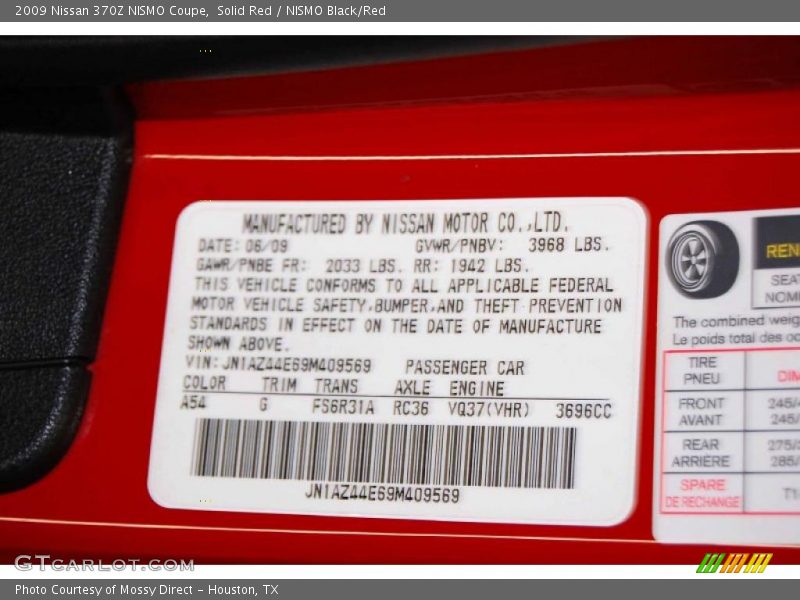 2009 Nissan 370Z NISMO Coupe, Solid Red / NISMO Black/Red
MANUFACTURED BY NISSAN MOTOR CO.,LTD.
DATE: 06/09 GVWR/PNBV: 3968 LBS.
GAWR/PNBE FR: 2033 LBS. RR: 1942 LBS.
THIS VEHICLE CONFORMS TO ALL APPLICABLE FEDERAL
MOTOR VEHICLE SAFETY,BUMPER,AND THEFT PREVENTION
STANDARDS IN EFFECT ON THE DATE OF MANUFACTURE
SHOWN ABOVE.
VIN: JN1AZ44E69M409569 PASSENGER CAR
COLOR TRIM TRANS AXLE ENGINE
A54 G FS6R31A RC36 VQ37(VHR) 3696CC
JN1AZ44E69M409569
The combined
Le poids total des
TIRE
PNEU
FRONT
AVANT
REAR
ARRIÈRE
SPARE
DE RECHANGE
GTCARLOT.COM
Photo Courtesy of Mossy Direct - Houston, TX